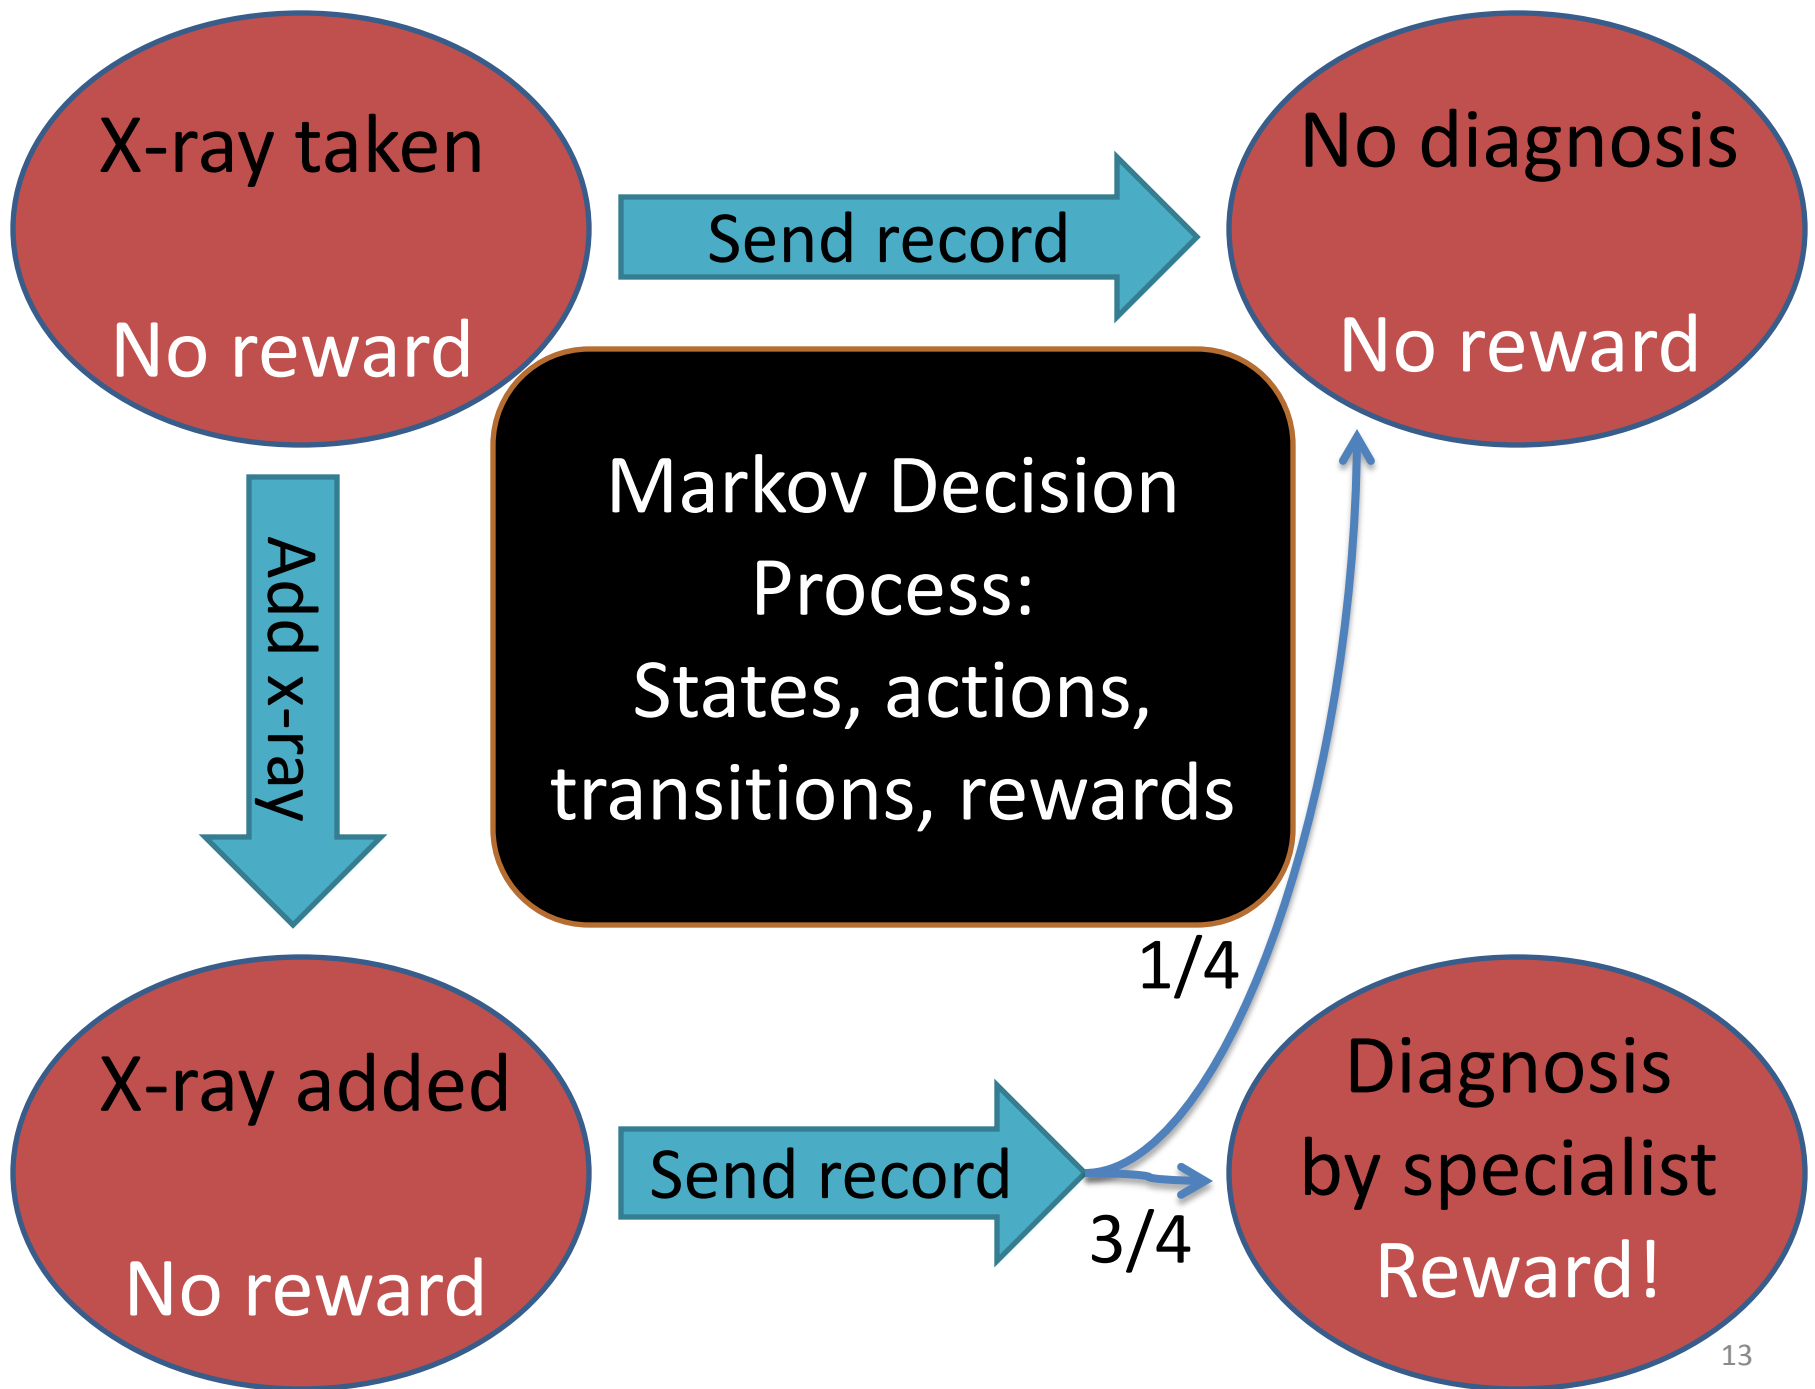 X-ray taken
No reward
Send record
No diagnosis
No reward
Add x-ray
Markov Decision
Process:
States, actions,
transitions, rewards
1/4
X-ray added
No reward
Send record
3/4
Diagnosis
by specialist
Reward!
13